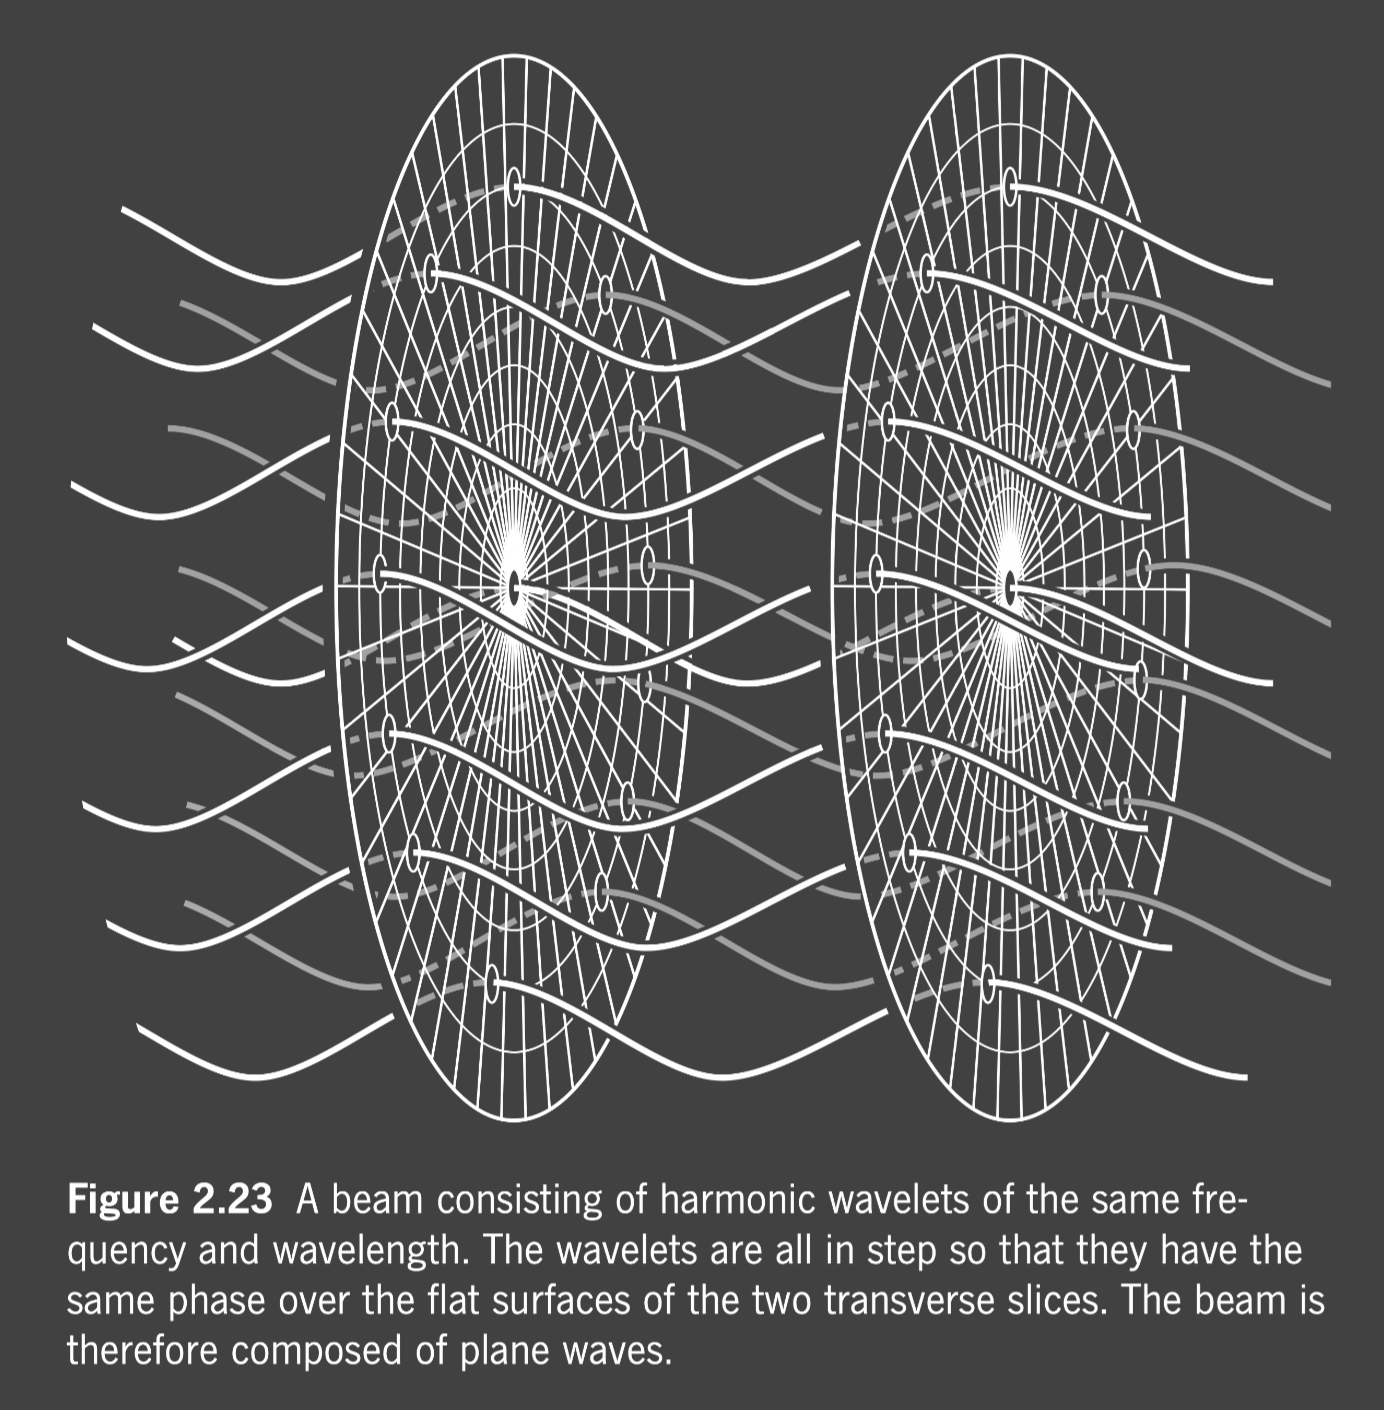 Figure 2.23 A beam consisting of harmonic wavelets of the same fre-
quency and wavelength. The wavelets are all in step so that they have the
same phase over the flat surfaces of the two transverse slices. The beam is
therefore composed of plane waves.